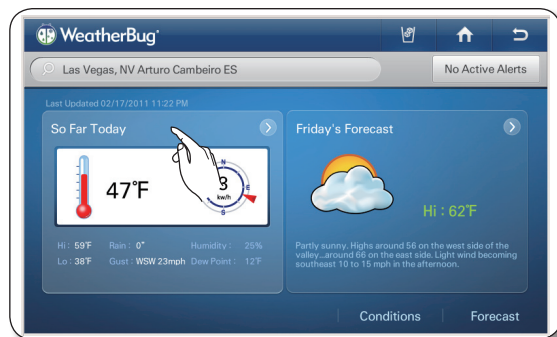 WeatherBug®
Las Vegas, NV Arturo Cambeiro ES
No Active Alerts
Last Updated 02/17/2011 11:22 PM
So Far Today
47°F
N
3
E
kw/h
S
Hi : 59°F Rain : 0" Humidity : 25%
Lo : 38°F Gust : WSW 23mph Dew Point : 12°F
Friday's Forecast
Hi : 62°F
Partly sunny. Highs around 56 on the west side of the
valley...around 66 on the east side. Light wind becoming
southeast 10 to 15 mph in the afternoon.
Conditions
Forecast